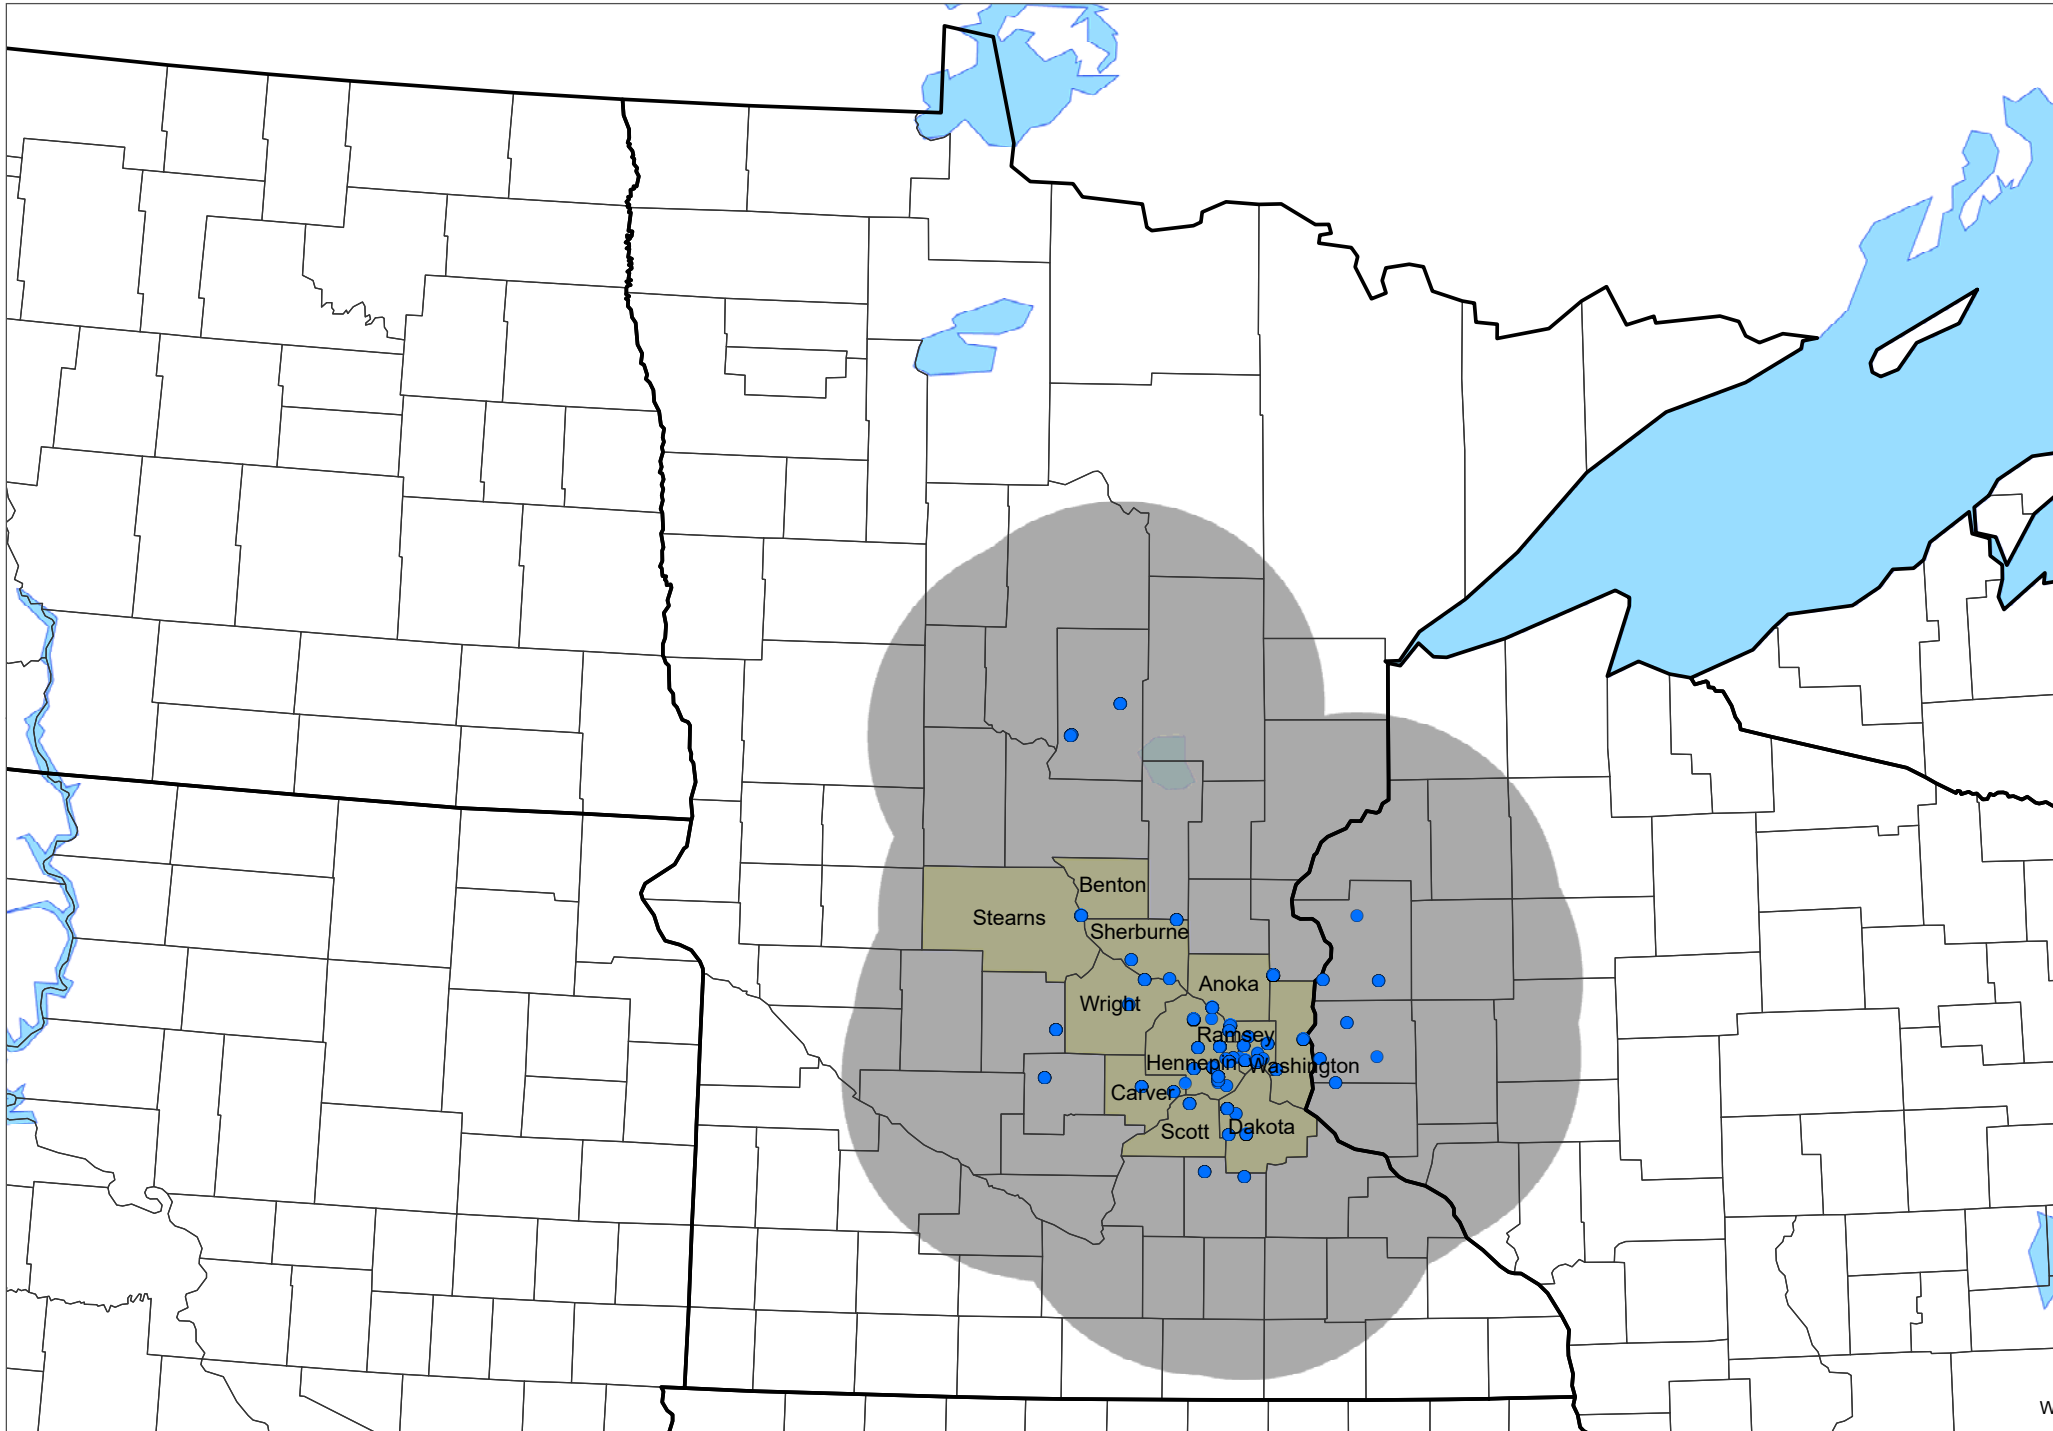 Benton
Stearns
Sherburne
Anoka
Wright
Ramsey
Hennepin
Washington
Carver
Scott
Dakota
W